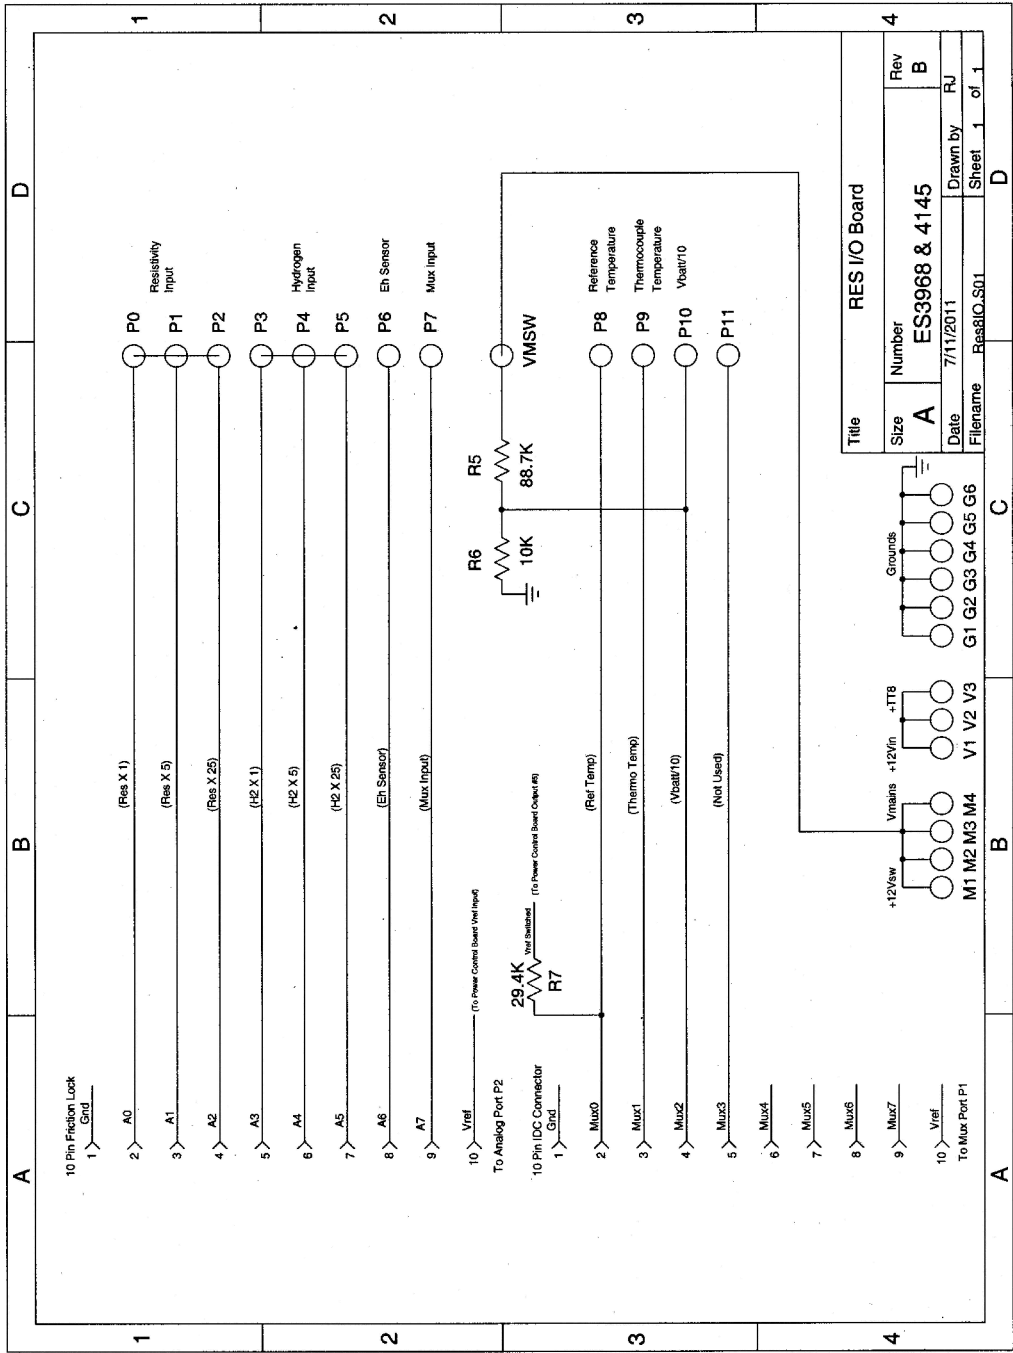 A B C D
1
2
3
4
10 Pin Friction Lock
Gnd
1
2 A0 (Res X 1) P0
3 A1 (Res X 5) P1
4 A2 (Res X 25) P2
Resistivity
Input
5 A3 (H2 X 1) P3
6 A4 (H2 X 5) P4
7 A5 (H2 X 25) P5
Hydrogen
Input
8 A6 (Eh Sensor) P6 Eh Sensor
9 A7 (Mux Input) P7 Mux Input
10 Vref (To Power Control Board Vref Input)
To Analog Port P2
R6 R5
10K 88.7K
VMSW
10 Pin IDC Connector
Gnd
1
29.4K
Vref Switched (To Power Control Board Output #5)
R7
2 Mux0 (Ref Temp) P8
Reference
Temperature
3 Mux1 (Thermo Temp) P9
Thermocouple
Temperature
4 Mux2 (Vbatt/10) P10 Vbatt/10
5 Mux3 (Not Used) P11
6 Mux4
7 Mux5
8 Mux6
9 Mux7
10 Vref
To Mux Port P1
+12Vsw Vmains +12Vin +TT8 Grounds
M1 M2 M3 M4 V1 V2 V3 G1 G2 G3 G4 G5 G6
Title
RES I/O Board
Size Number Rev
A ES3968 & 4145 B
Date 7/11/2011 Drawn by RJ
Filename Res8IO.S01 Sheet 1 of 1
1
2
3
4
A B C D